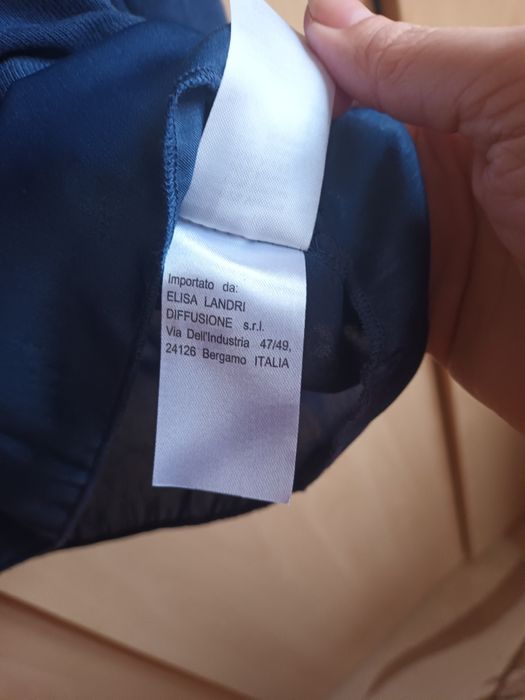 Importato da:
ELISA LANDRI
DIFFUSIONE s.r.l.
Via Dell'Industria 47/49,
24126 Bergamo ITALIA